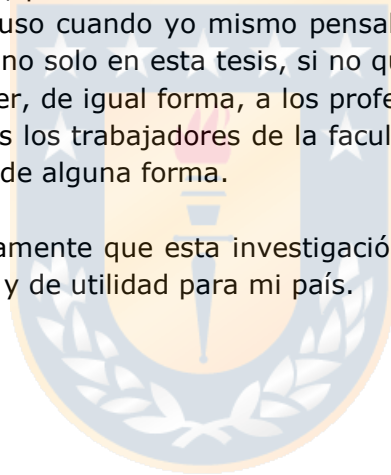 uso cuando yo mismo pensa
no solo en esta tesis, si no qu
er, de igual forma, a los profe
s los trabajadores de la facul
de alguna forma.
amente que esta investigació
y de utilidad para mi país.